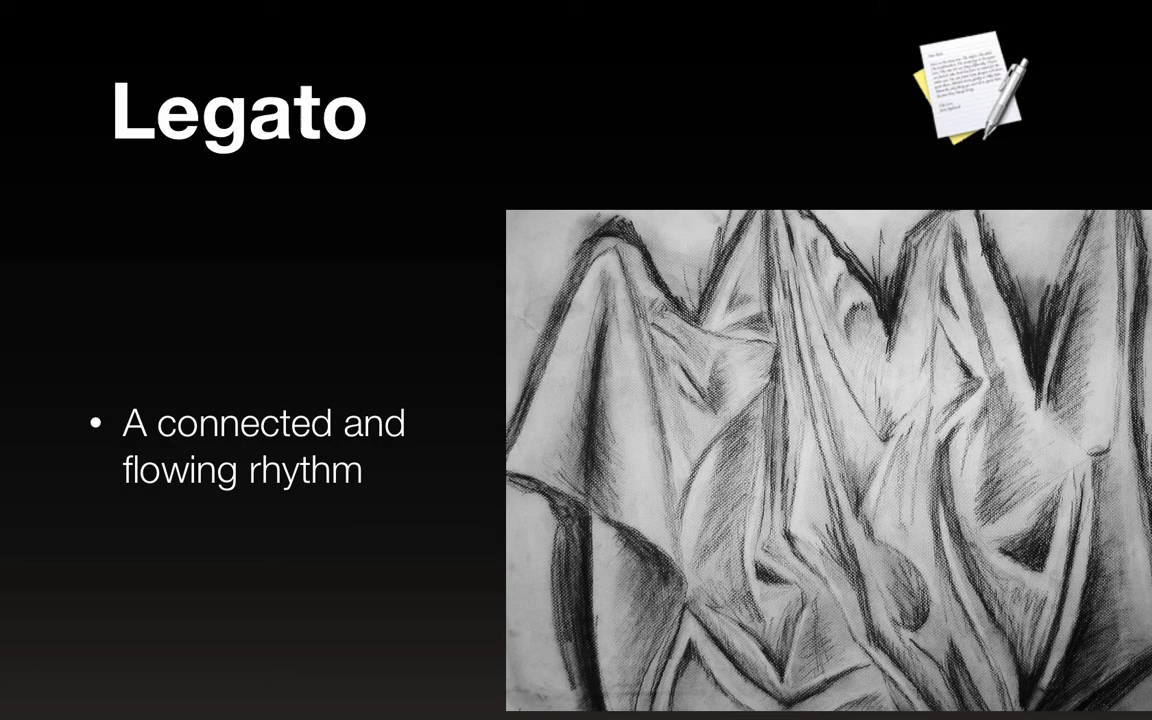 Legato
• A connected and
flowing rhythm